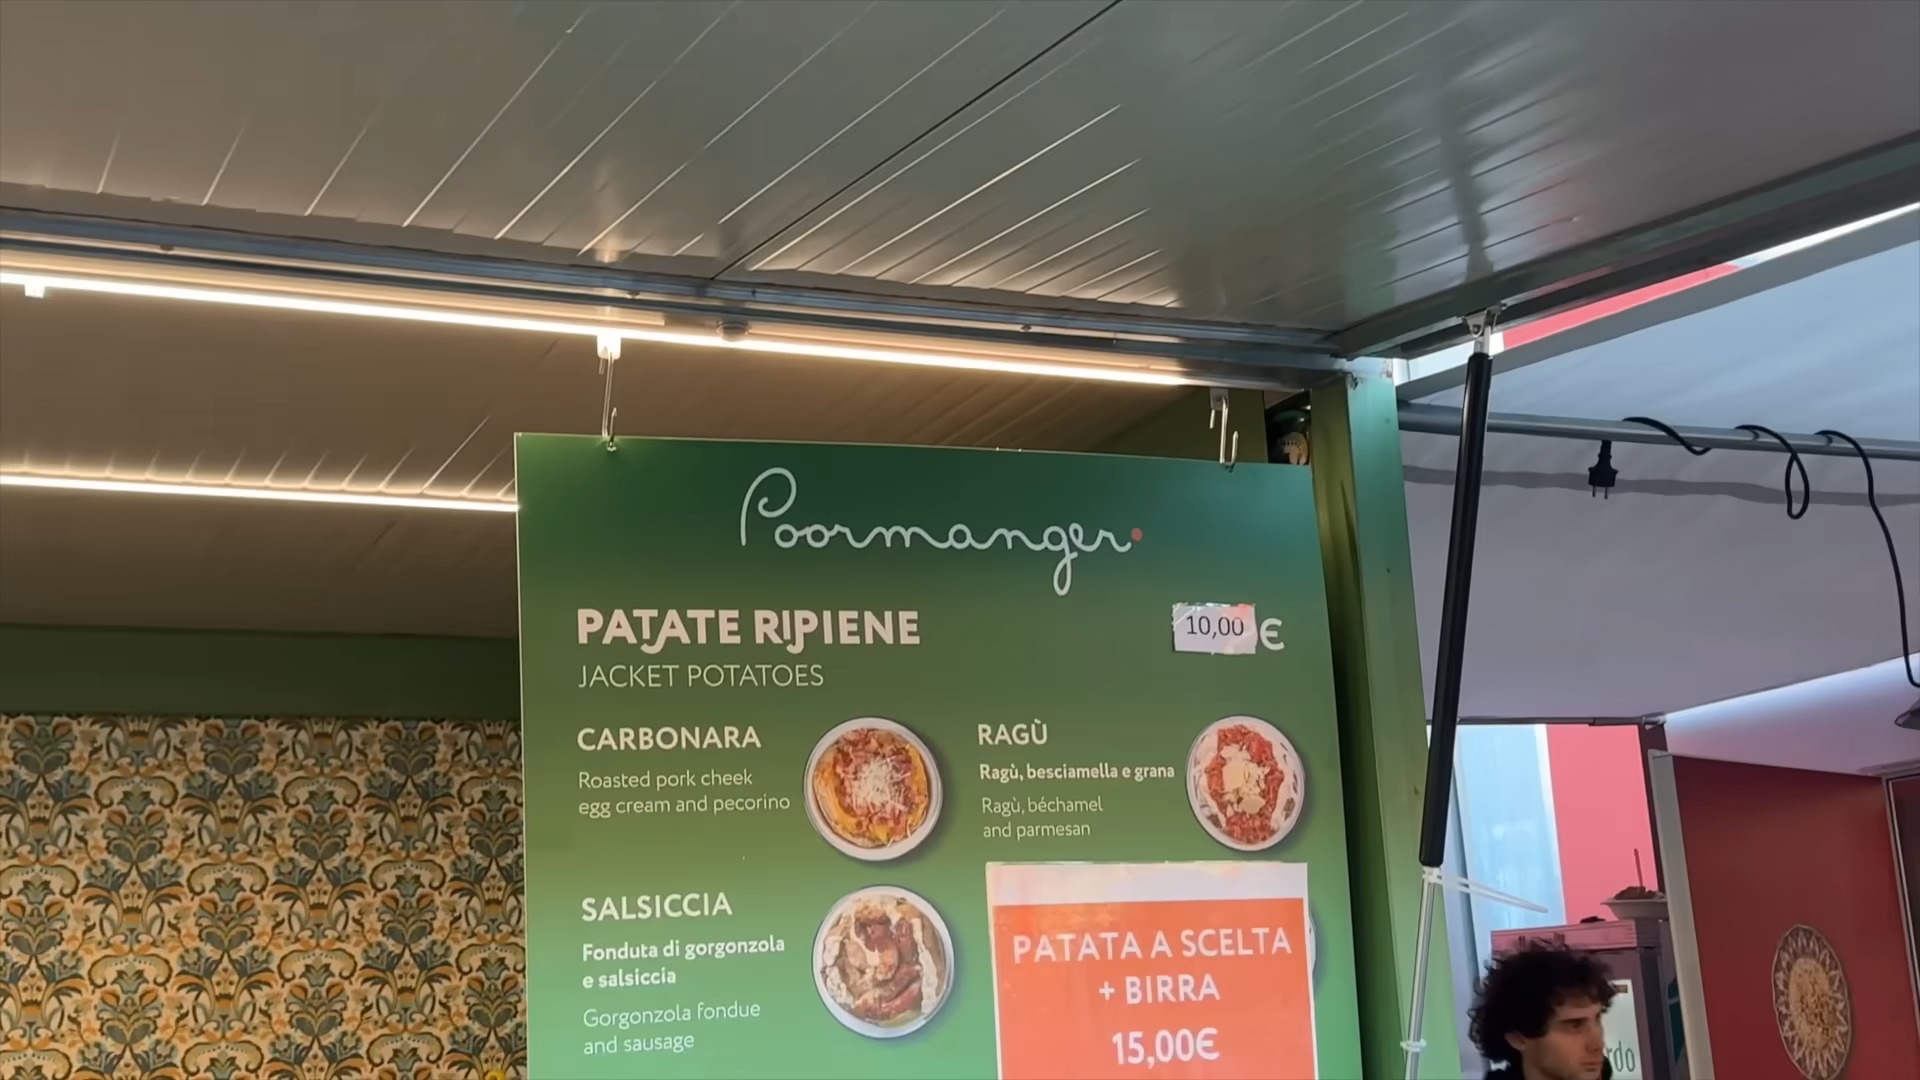 Poormanger
PATATE RIPIENE
10,00 €
JACKET POTATOES
CARBONARA
Roasted pork cheek
egg cream and pecorino
RAGÙ
Ragù, besciamella e grana
Ragù, béchamel
and parmesan
SALSICCIA
Fonduta di gorgonzola
e salsiccia
Gorgonzola fondue
and sausage
PATATA A SCELTA
+ BIRRA
15,00€